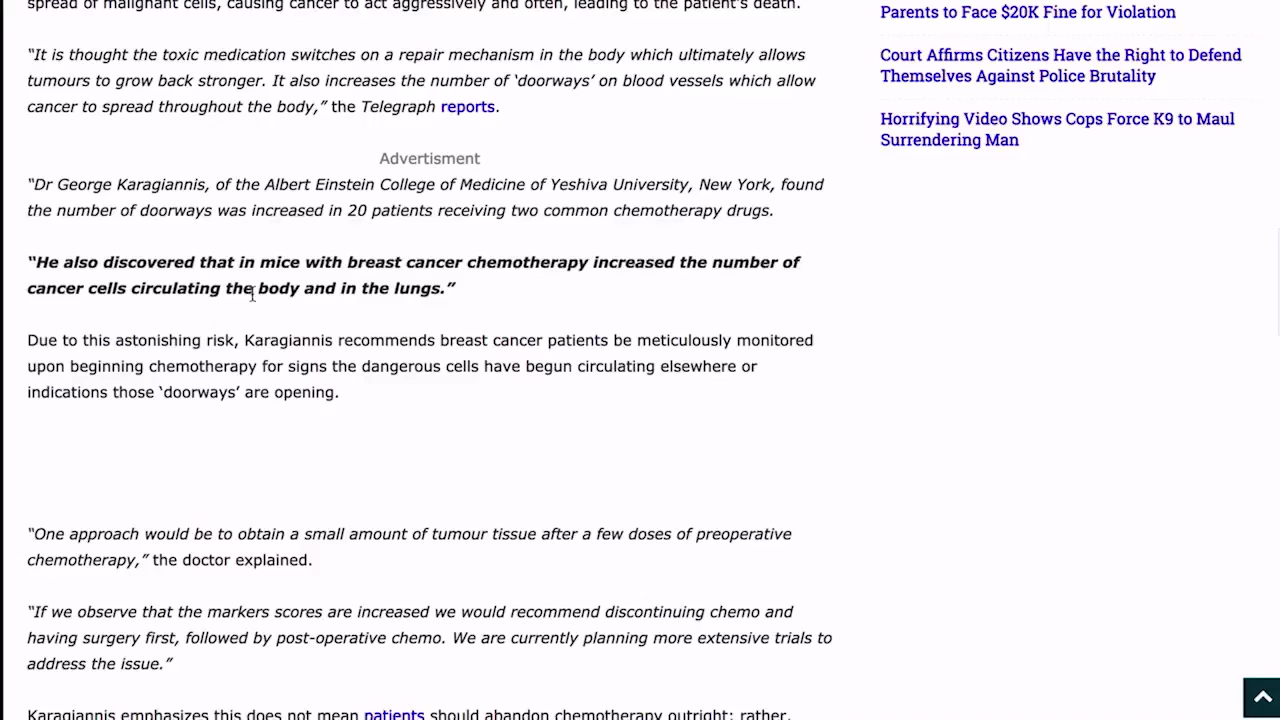 spread of malignant cells, causing cancer to act aggressively and often, leading to the patient's death.
“It is thought the toxic medication switches on a repair mechanism in the body which ultimately allows
tumours to grow back stronger. It also increases the number of ‘doorways’ on blood vessels which allow
cancer to spread throughout the body,” the Telegraph reports.
Advertisment
“Dr George Karagiannis, of the Albert Einstein College of Medicine of Yeshiva University, New York, found
the number of doorways was increased in 20 patients receiving two common chemotherapy drugs.
“He also discovered that in mice with breast cancer chemotherapy increased the number of
cancer cells circulating the body and in the lungs.”
Due to this astonishing risk, Karagiannis recommends breast cancer patients be meticulously monitored
upon beginning chemotherapy for signs the dangerous cells have begun circulating elsewhere or
indications those ‘doorways’ are opening.
“One approach would be to obtain a small amount of tumour tissue after a few doses of preoperative
chemotherapy,” the doctor explained.
“If we observe that the markers scores are increased we would recommend discontinuing chemo and
having surgery first, followed by post-operative chemo. We are currently planning more extensive trials to
address the issue.”
Karagiannis emphasizes this does not mean patients should abandon chemotherapy outright; rather,
Parents to Face $20K Fine for Violation
Court Affirms Citizens Have the Right to Defend
Themselves Against Police Brutality
Horrifying Video Shows Cops Force K9 to Maul
Surrendering Man